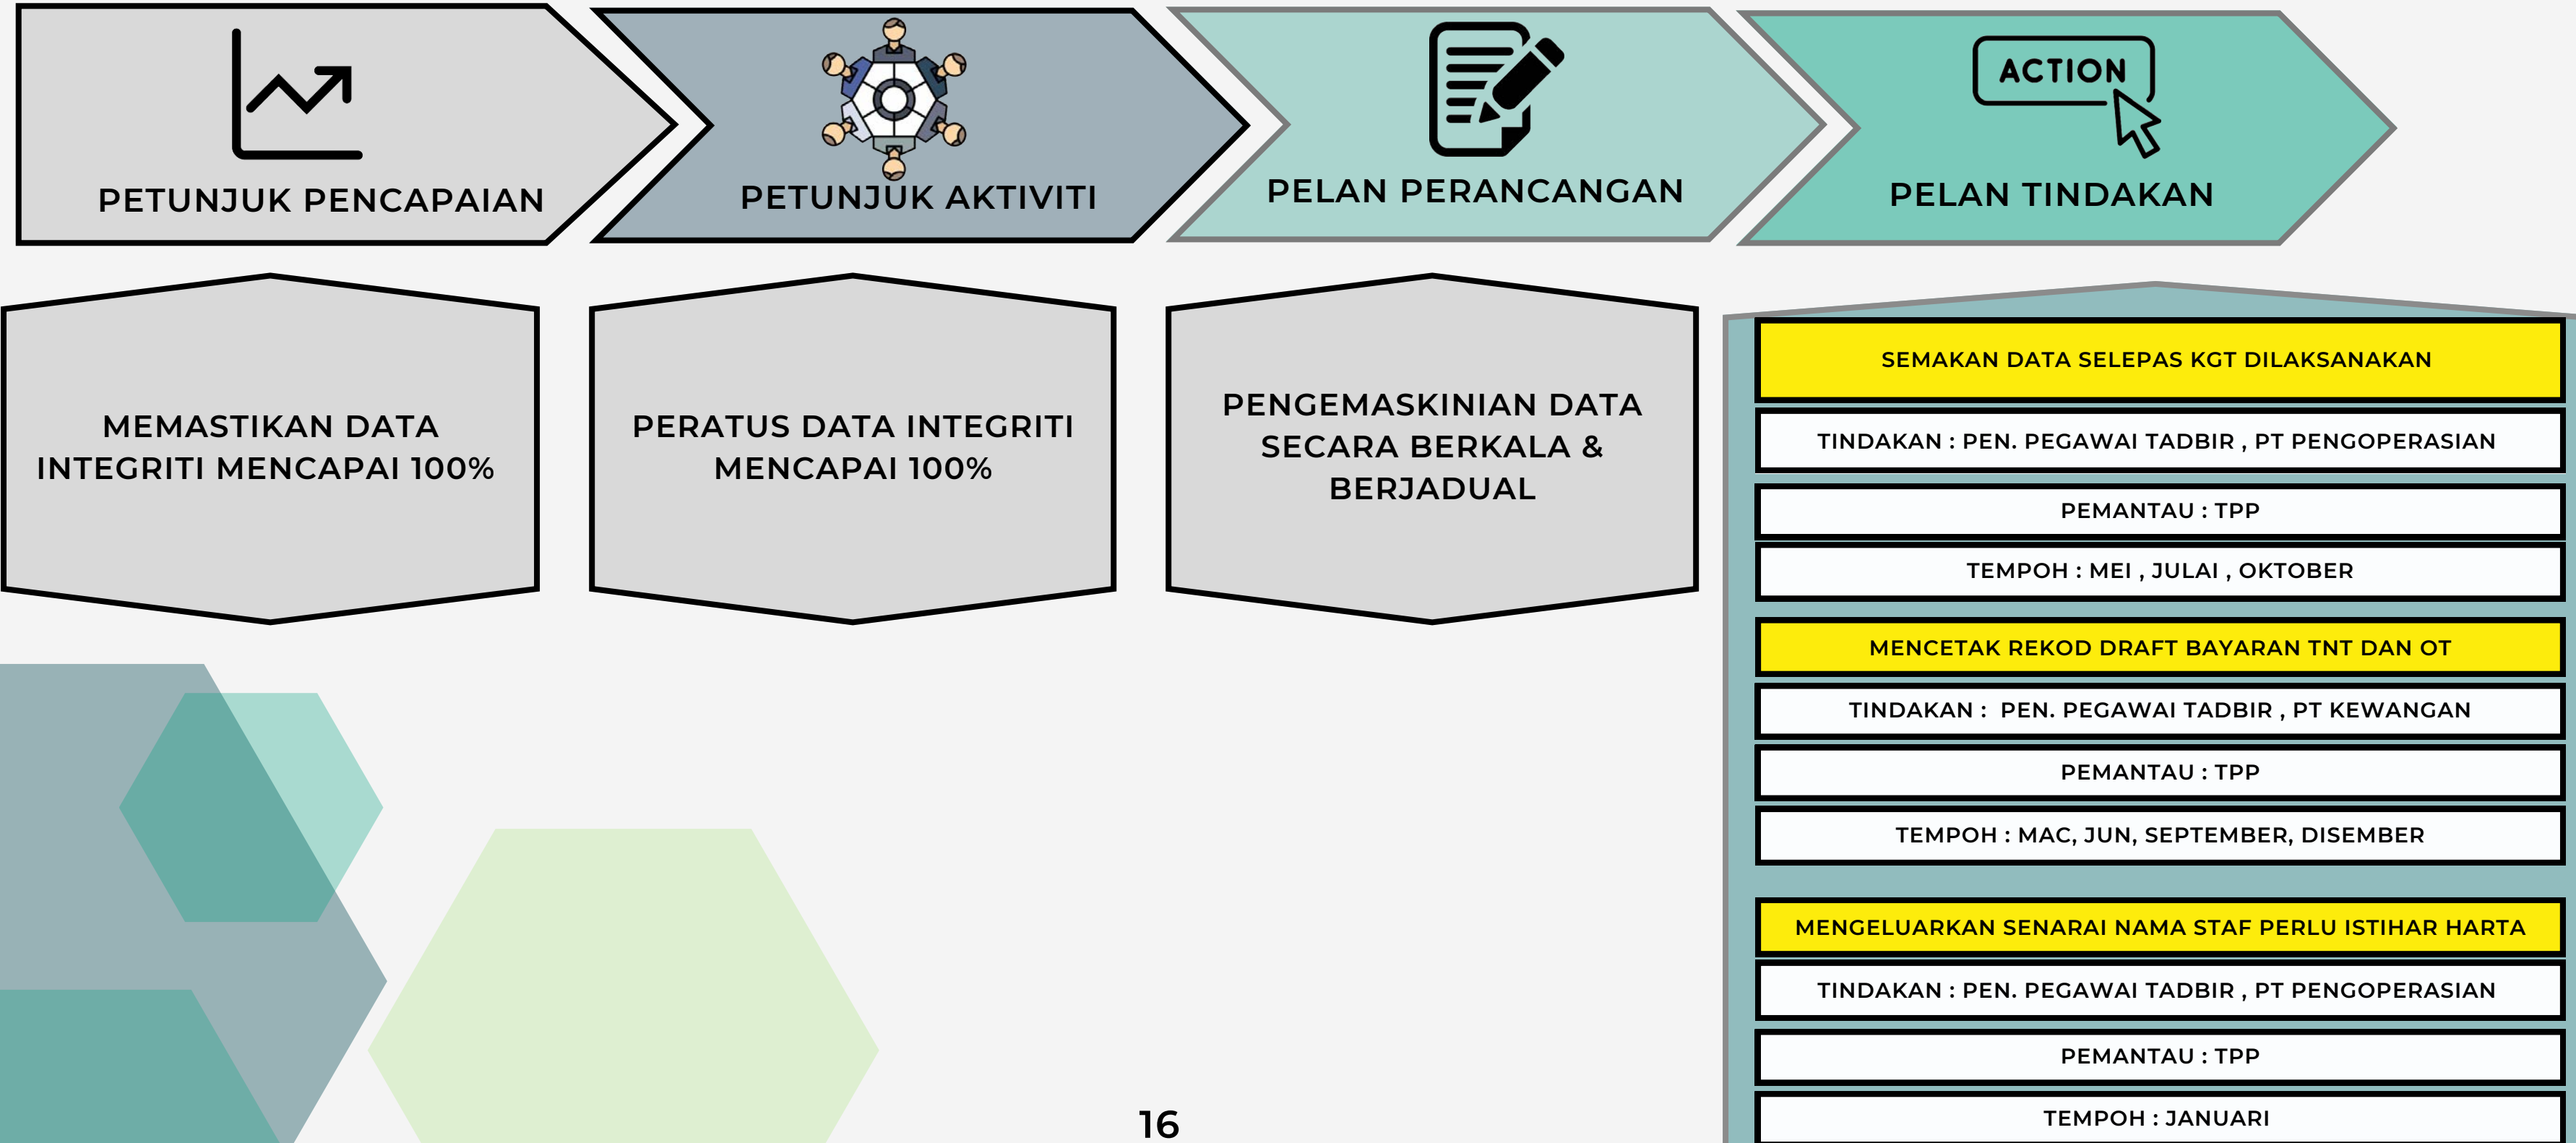 ACTION
PETUNJUK PENCAPAIAN
PETUNJUK AKTIVITI
PELAN PERANCANGAN
PELAN TINDAKAN
MEMASTIKAN DATA
INTEGRITI MENCAPAI 100%
PERATUS DATA INTEGRITI
MENCAPAI 100%
PENGEMASKINIAN DATA
SECARA BERKALA &
BERJADUAL
SEMAKAN DATA SELEPAS KGT DILAKSANAKAN
TINDAKAN : PEN. PEGAWAI TADBIR , PT PENGOPERASIAN
PEMANTAU : TPP
TEMPOH : MEI , JULAI , OKTOBER
MENCETAK REKOD DRAFT BAYARAN TNT DAN OT
TINDAKAN :  PEN. PEGAWAI TADBIR , PT KEWANGAN
PEMANTAU : TPP
TEMPOH : MAC, JUN, SEPTEMBER, DISEMBER
MENGELUARKAN SENARAI NAMA STAF PERLU ISTIHAR HARTA
TINDAKAN : PEN. PEGAWAI TADBIR , PT PENGOPERASIAN
PEMANTAU : TPP
TEMPOH : JANUARI
16